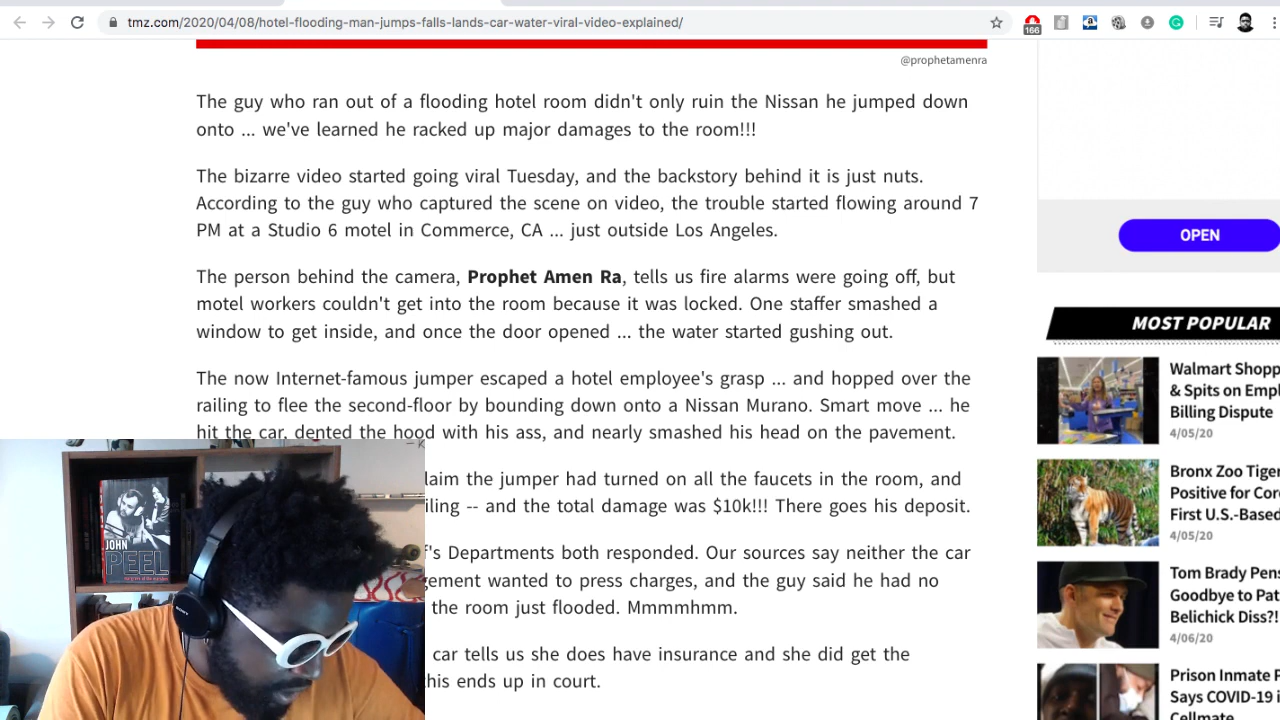 tmz.com/2020/04/08/hotel-flooding-man-jumps-falls-lands-car-water-viral-video-explained/
166
@prophetamenra
The guy who ran out of a flooding hotel room didn't only ruin the Nissan he jumped down
onto ... we've learned he racked up major damages to the room!!!
The bizarre video started going viral Tuesday, and the backstory behind it is just nuts.
According to the guy who captured the scene on video, the trouble started flowing around 7
PM at a Studio 6 motel in Commerce, CA ... just outside Los Angeles.
The person behind the camera, Prophet Amen Ra, tells us fire alarms were going off, but
motel workers couldn't get into the room because it was locked. One staffer smashed a
window to get inside, and once the door opened ... the water started gushing out.
The now Internet-famous jumper escaped a hotel employee's grasp ... and hopped over the
railing to flee the second-floor by bounding down onto a Nissan Murano. Smart move ... he
hit the car, dented the hood with his ass, and nearly smashed his head on the pavement.
laim the jumper had turned on all the faucets in the room, and
iling -- and the total damage was $10k!!! There goes his deposit.
f's Departments both responded. Our sources say neither the car
gement wanted to press charges, and the guy said he had no
the room just flooded. Mmmmhmm.
car tells us she does have insurance and she did get the
this ends up in court.
JOHN
PEEL
OPEN
MOST POPULAR
Walmart Shopp
& Spits on Emp
Billing Dispute
4/05/20
Bronx Zoo Tiger
Positive for Cor
First U.S.-Based
4/05/20
Tom Brady Pens
Goodbye to Pat
Belichick Diss?!
4/06/20
Prison Inmate P
Says COVID-19 i
Cellmate